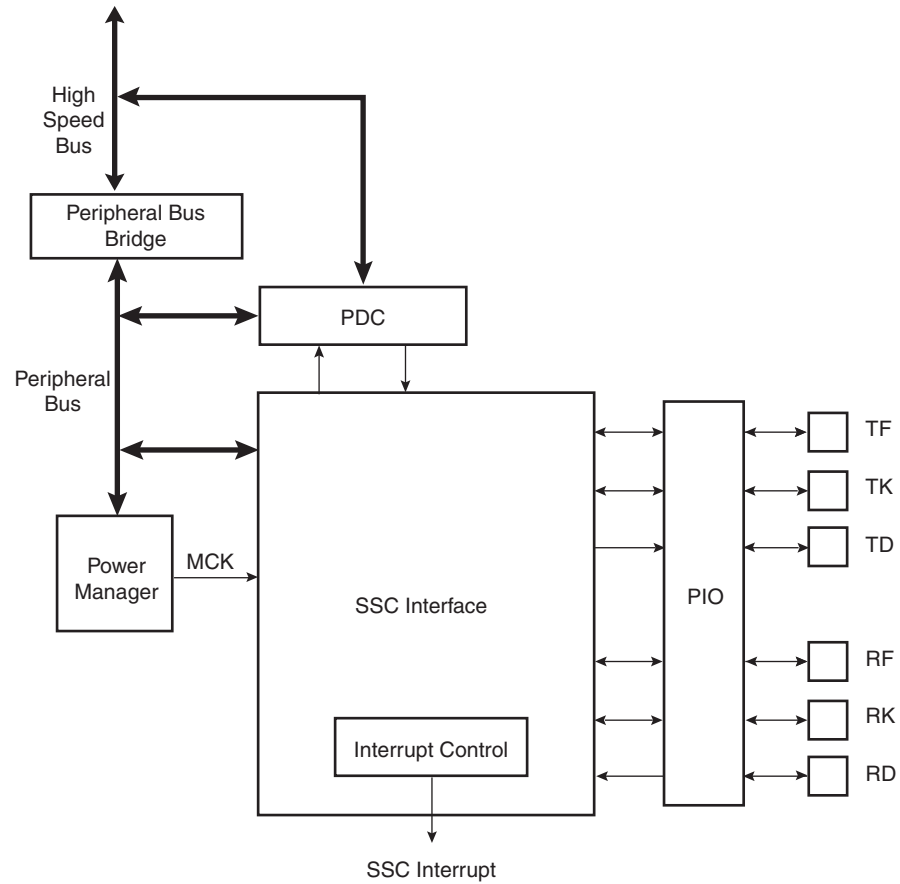 High
Speed
Bus
Peripheral Bus
Bridge
PDC
Peripheral
Bus
TF
TK
TD
Power
Manager
MCK
SSC Interface
PIO
RF
RK
RD
Interrupt Control
SSC Interrupt